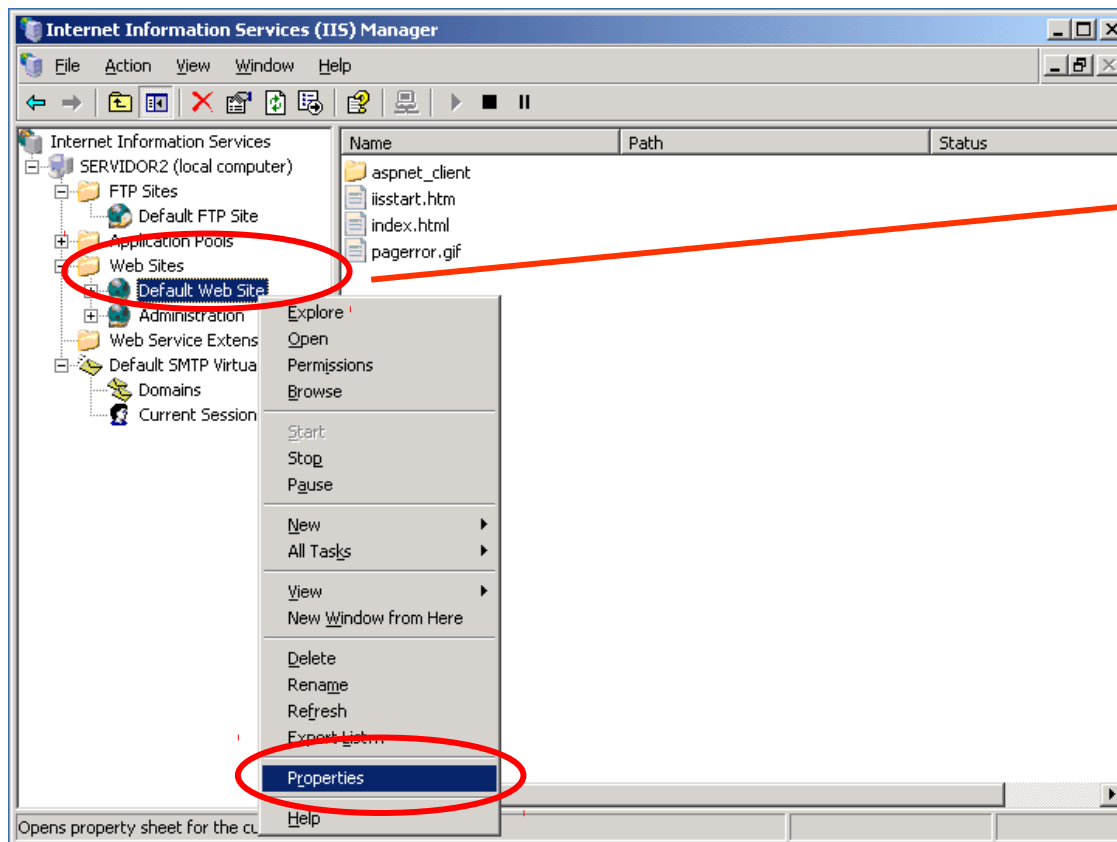 Internet Information Services (IIS) Manager
File Action View Window Help
Internet Information Services
SERVIDOR2 (local computer)
FTP Sites
Default FTP Site
Application Pools
Web Sites
Default Web Site
Administration
Web Service Extens
Default SMTP Virtua
Domains
Current Session
Name Path Status
aspnet_client
iisstart.htm
index.html
pagerror.gif
Explore
Open
Permissions
Browse
Start
Stop
Pause
New
All Tasks
View
New Window from Here
Delete
Rename
Refresh
Export List...
Properties
Help
Opens property sheet for the cu